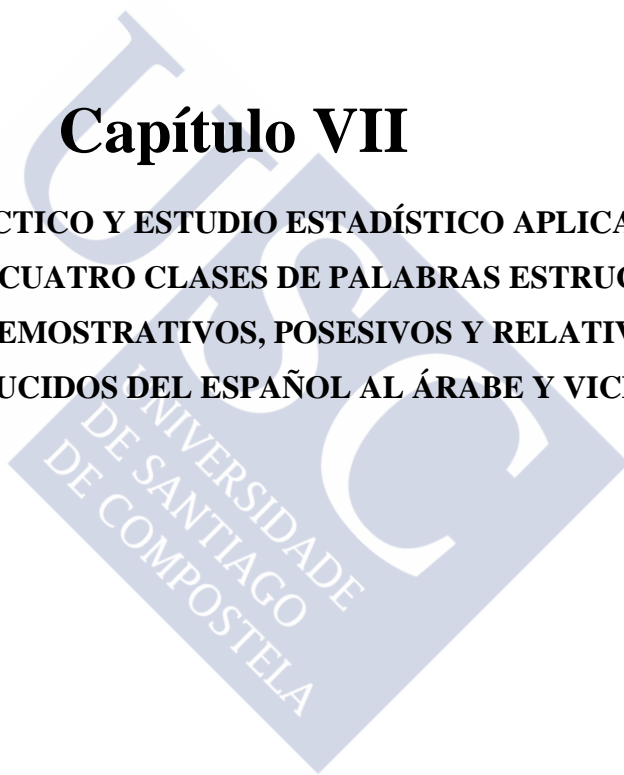 Capítulo VII
CTICO Y ESTUDIO ESTADÍSTICO APLICA
CUATRO CLASES DE PALABRAS ESTRUC
EMOSTRATIVOS, POSESIVOS Y RELATIV
UCIDOS DEL ESPAÑOL AL ÁRABE Y VIC
USC
UNIVERSIDADE
DE SANTIAGO
DE COMPOSTELA